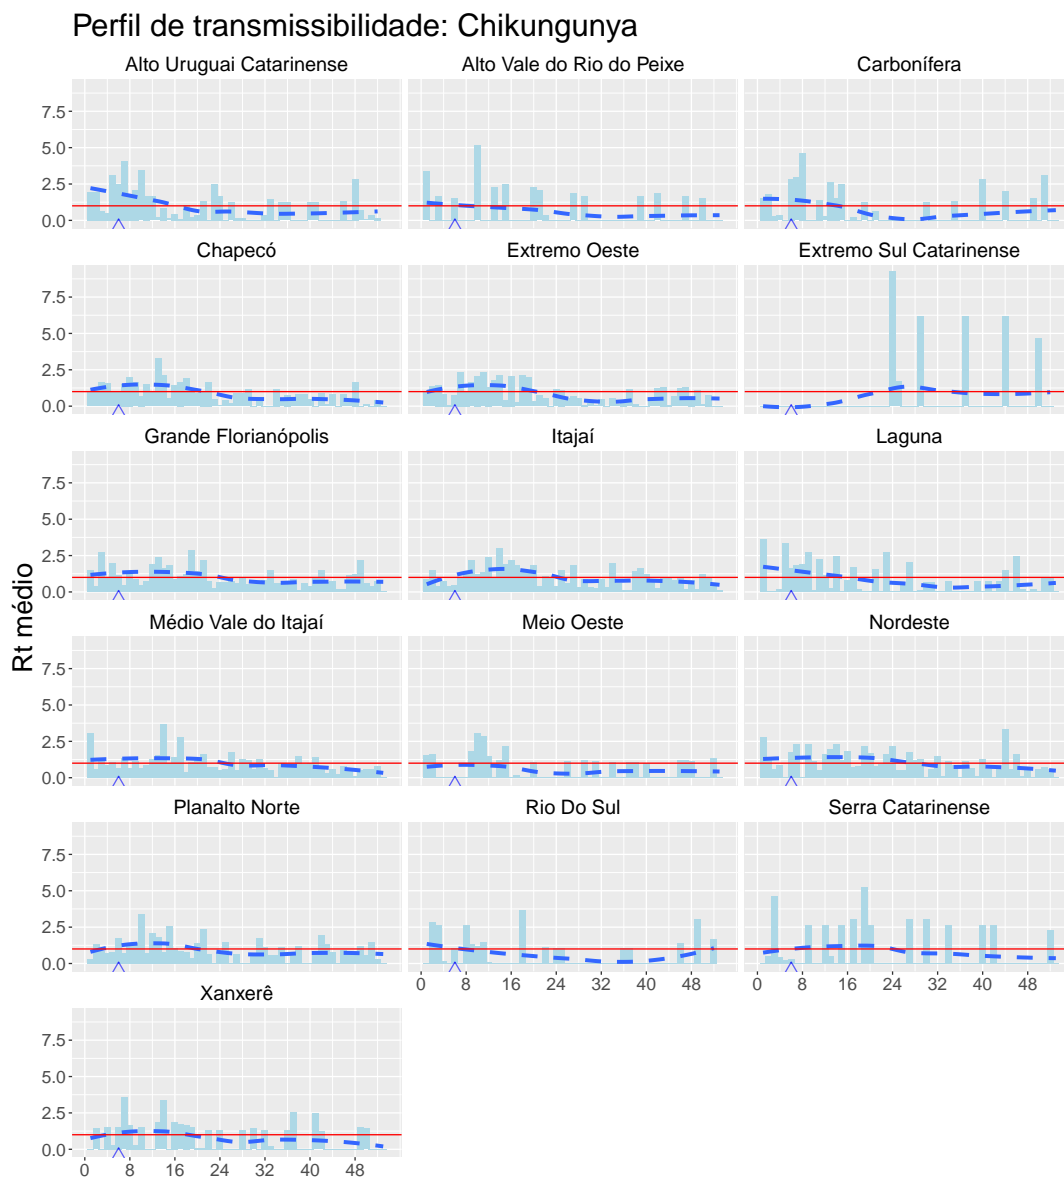 Perfil de transmissibilidade: Chikungunya
Alto Uruguai Catarinense
Alto Vale do Rio do Peixe
Carbonífera
7.5
5.0
2.5
0.0
Chapecó
Extremo Oeste
Extremo Sul Catarinense
7.5
5.0
2.5
0.0
Grande Florianópolis
Itajaí
Laguna
7.5
5.0
2.5
0.0
Rt médio
Médio Vale do Itajaí
Meio Oeste
Nordeste
7.5
5.0
2.5
0.0
Planalto Norte
Rio Do Sul
Serra Catarinense
7.5
5.0
2.5
0.0
0 8 16 24 32 40 48
0 8 16 24 32 40 48
Xanxerê
7.5
5.0
2.5
0.0
0 8 16 24 32 40 48